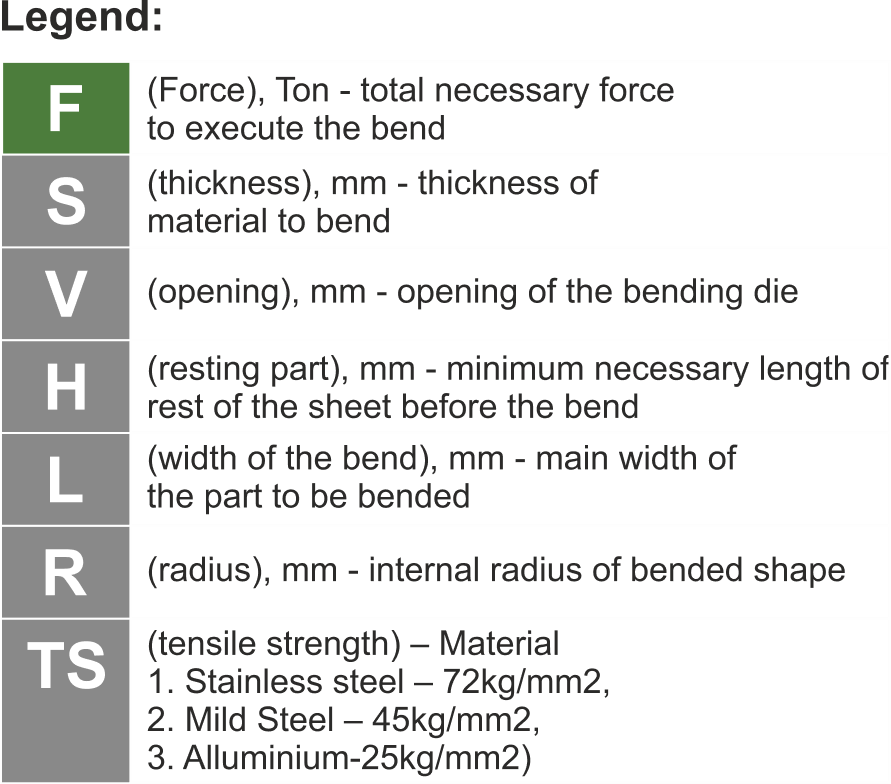 Legend:
F
(Force), Ton - total necessary force
to execute the bend
S
(thickness), mm - thickness of
material to bend
V
(opening), mm - opening of the bending die
H
(resting part), mm - minimum necessary length of
rest of the sheet before the bend
L
(width of the bend), mm - main width of
the part to be bended
R
(radius), mm - internal radius of bended shape
TS
(tensile strength) – Material
1. Stainless steel – 72kg/mm2,
2. Mild Steel – 45kg/mm2,
3. Alluminium-25kg/mm2)